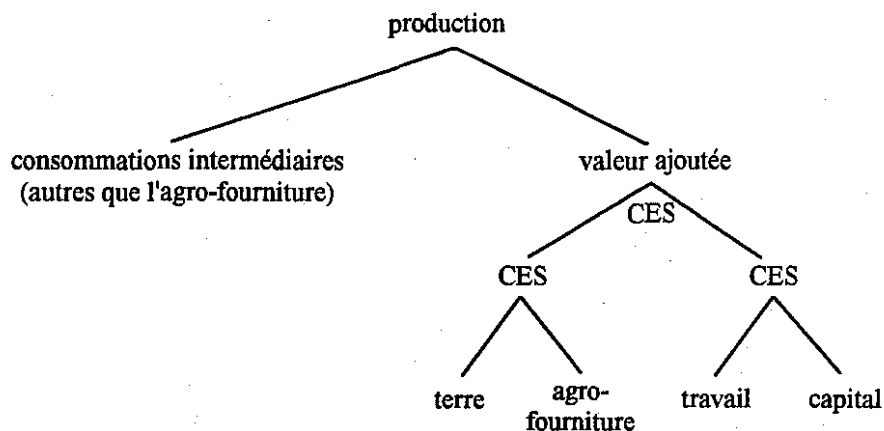 production
consommations intermédiaires
(autres que l'agro-fourniture)
valeur ajoutée
CES
CES
CES
terre
agro-
fourniture
travail
capital